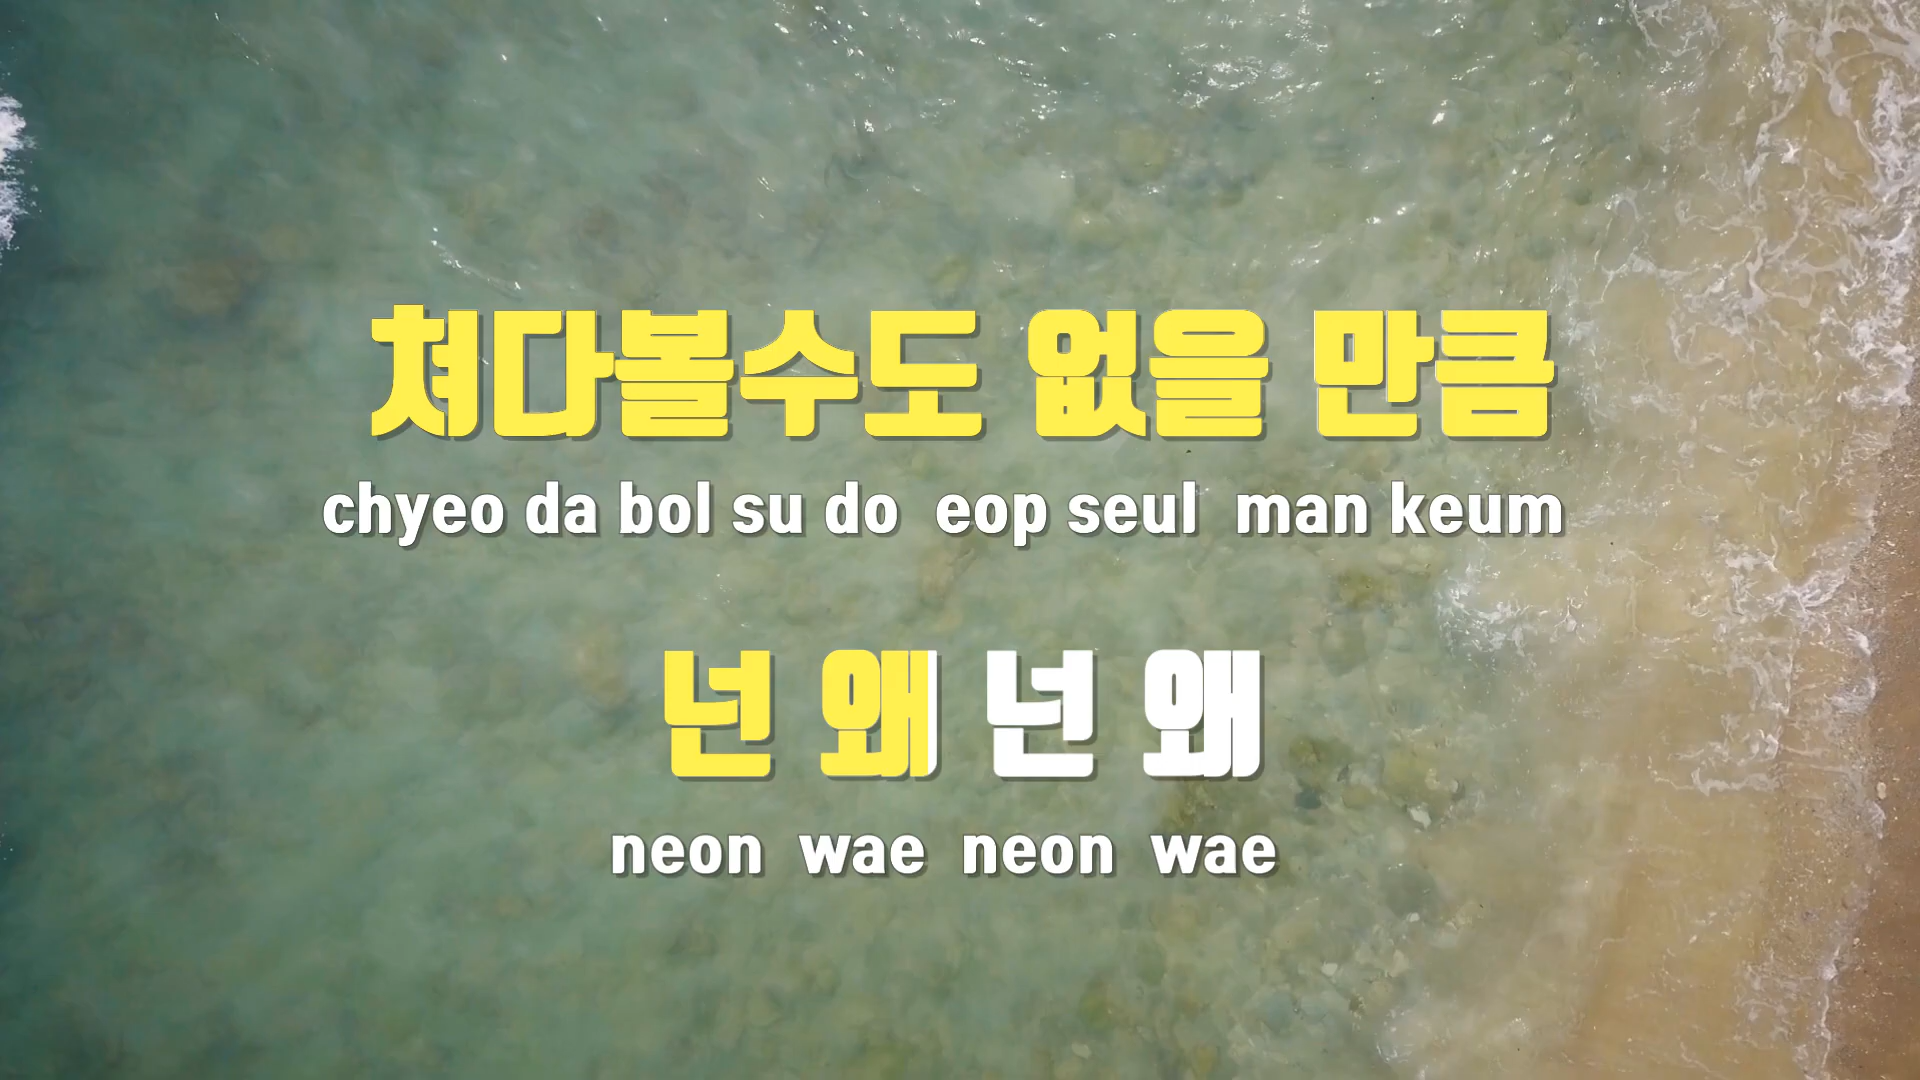 쳐다볼수도 없을 만큼
chyeo da bol su do eop seul man keum
넌 왜 넌 왜
neon wae neon wae